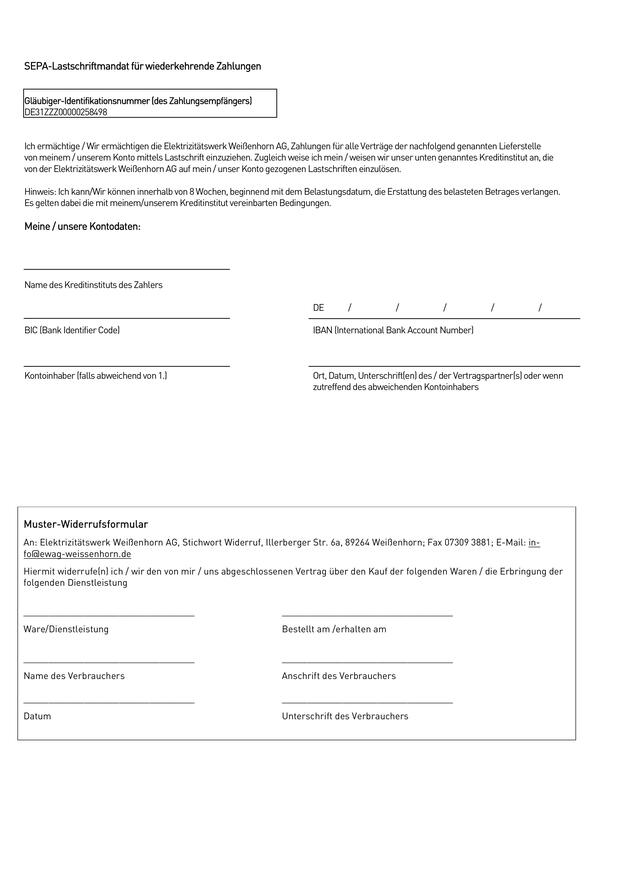 SEPA-Lastschriftmandat für wiederkehrende Zahlungen
Gläubiger-Identifikationsnummer (des Zahlungsempfängers)
DE31ZZZ00000258498
Ich ermächtige / Wir ermächtigen die Elektrizitätswerk Weißenhorn AG, Zahlungen für alle Verträge der nachfolgend genannten Lieferstelle
von meinem / unserem Konto mittels Lastschrift einzuziehen. Zugleich weise ich mein / weisen wir unser unten genanntes Kreditinstitut an, die
von der Elektrizitätswerk Weißenhorn AG auf mein / unser Konto gezogenen Lastschriften einzulösen.
Hinweis: Ich kann/Wir können innerhalb von 8 Wochen, beginnend mit dem Belastungsdatum, die Erstattung des belasteten Betrages verlangen.
Es gelten dabei die mit meinem/unserem Kreditinstitut vereinbarten Bedingungen.
Meine / unsere Kontodaten:
Name des Kreditinstituts des Zahlers
DE / / / / /
BIC (Bank Identifier Code)
IBAN (International Bank Account Number)
Kontoinhaber (falls abweichend von 1.)
Ort, Datum, Unterschrift(en) des / der Vertragspartner(s) oder wenn
zutreffend des abweichenden Kontoinhabers
Muster-Widerrufsformular
An: Elektrizitätswerk Weißenhorn AG, Stichwort Widerruf, Illerberger Str. 6a, 89264 Weißenhorn; Fax 07309 3881; E-Mail: in-
fo@ewag-weissenhorn.de
Hiermit widerrufe(n) ich / wir den von mir / uns abgeschlossenen Vertrag über den Kauf der folgenden Waren / die Erbringung der
folgenden Dienstleistung
Ware/Dienstleistung
Bestellt am /erhalten am
Name des Verbrauchers
Anschrift des Verbrauchers
Datum
Unterschrift des Verbrauchers